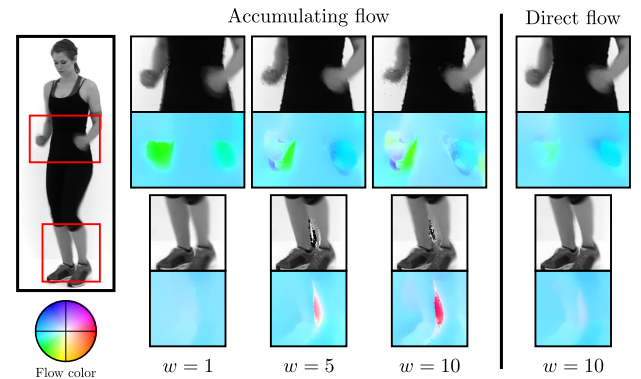 Accumulating flow
Direct flow
Flow color
w = 1
w = 5
w = 10
w = 10